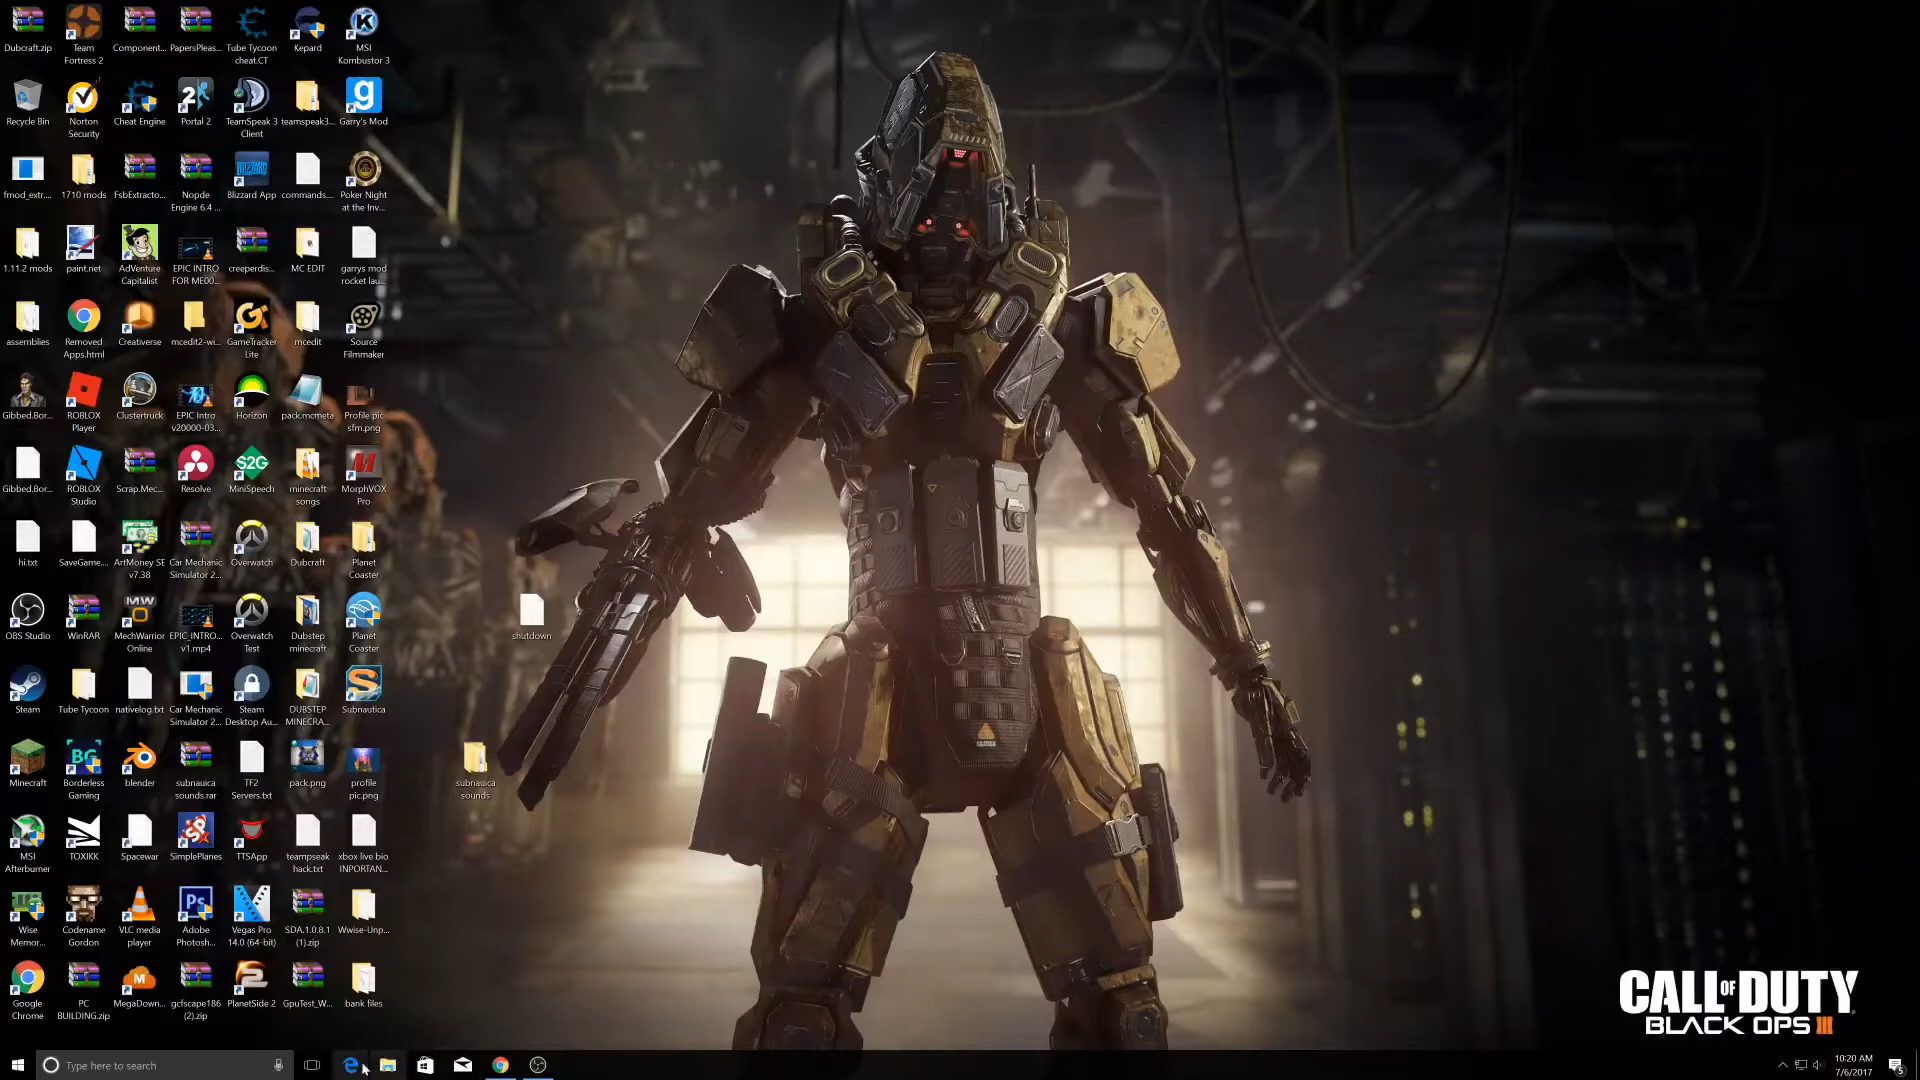 Dubcraft.zip
Team
Fortress 2
Component...
PapersPleas...
Tube Tycoon
cheat.CT
Kepard
MSI
Kombustor 3
Recycle Bin
Norton
Security
Cheat Engine
Portal 2
TeamSpeak 3
Client
teamspeak3...
Garry's Mod
fmod_extr...
1710 mods
FsbExtracto...
Nopde
Engine 6.4 ...
Blizzard App
commands....
Poker Night
at the Inv...
1.11.2 mods
paint.net
AdVenture
Capitalist
EPIC INTRO
FOR ME00...
creeperdis...
MC EDIT
garrys mod
rocket lau...
assemblies
Removed
Apps.html
Creativerse
mcedit2-wi...
GameTracker
Lite
mcedit
Source
Filmmaker
Gibbed.Bor...
ROBLOX
Player
Clustertruck
EPIC Intro
v20000-03...
Horizon
pack.mcmeta
Profile pic
sfm.png
Gibbed.Bor...
ROBLOX
Studio
Scrap.Mec...
Resolve
S2G
MiniSpeech
minecraft
songs
MorphVOX
Pro
hi.txt
SaveGame....
ArtMoney SE
v7.38
Car Mechanic
Simulator 2...
Overwatch
Dubcraft
Planet
Coaster
OBS Studio
WinRAR
MW
MechWarrior
Online
EPIC_INTRO...
v1.mp4
Overwatch
Test
Dubstep
minecraft
Planet
Coaster
shutdown
Steam
Tube Tycoon
nativelog.txt
Car Mechanic
Simulator 2...
Steam
Desktop Au...
DUBSTEP
MINECRA...
Subnautica
Minecraft
BG
Borderless
Gaming
blender
subnauica
sounds.rar
TF2
Servers.txt
pack.png
profile
pic.png
subnauica
sounds
MSI
Afterburner
TOXIKK
Spacewar
SimplePlanes
TTSApp
teampseak
hack.txt
xbox live bio
INPORTAN...
Wise
Memor...
Codename
Gordon
VLC media
player
Ps
Adobe
Photosh...
Vegas Pro
14.0 (64-bit)
SDA.1.0.8.1
(1).zip
Wwise-Unp...
Google
Chrome
PC
BUILDING.zip
MegaDown...
gcfscape186
(2).zip
PlanetSide 2
GpuTest_W...
bank files
CALL OF DUTY
BLACK OPS III
Type here to search
10:20 AM
7/6/2017
5